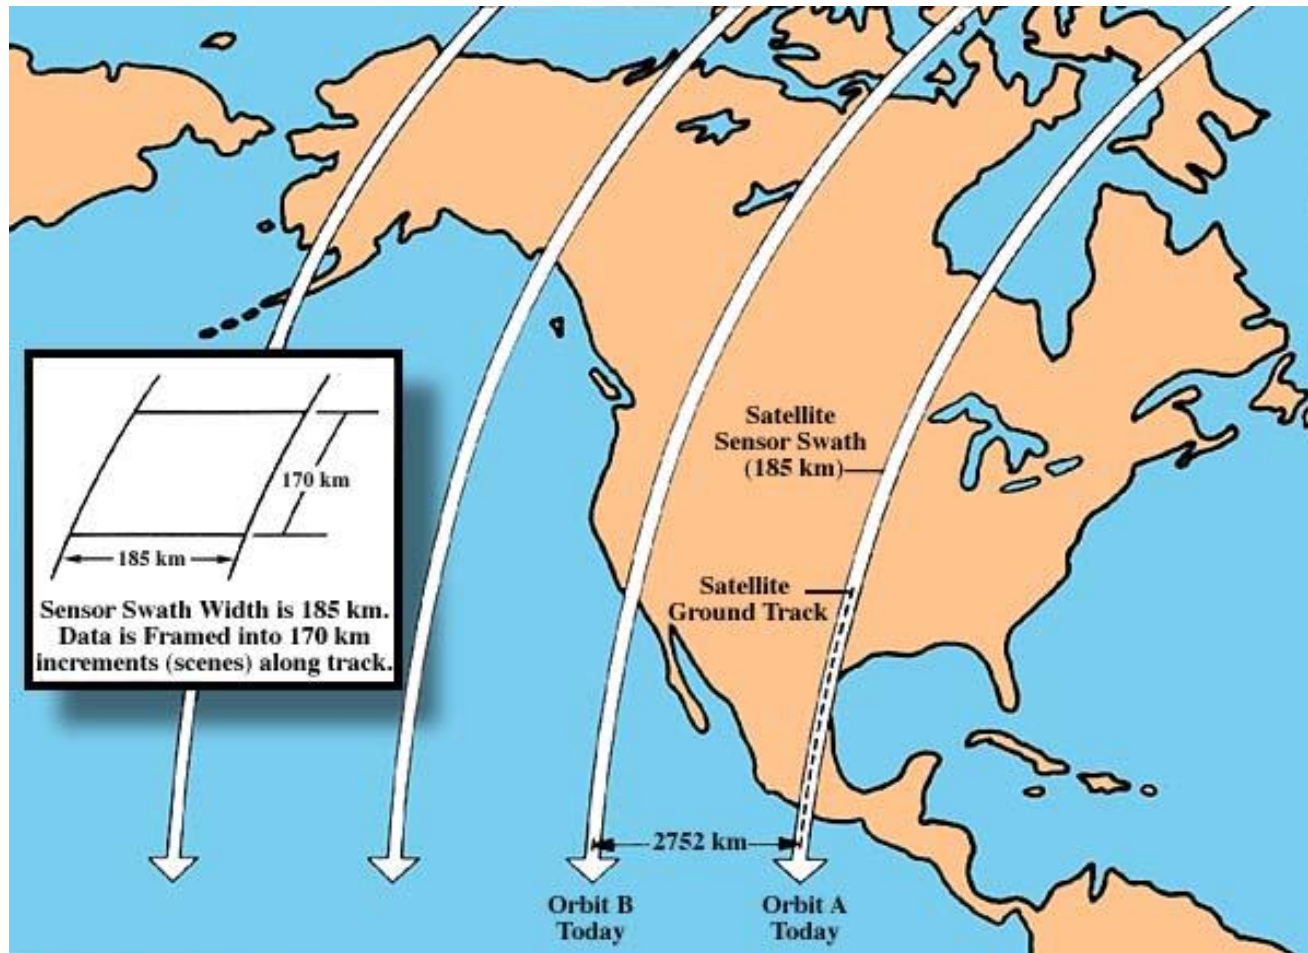 Satellite
Sensor Swath
(185 km)
170 km
185 km
Sensor Swath Width is 185 km.
Data is Framed into 170 km
increments (scenes) along track.
Satellite
Ground Track
2752 km
Orbit B
Today
Orbit A
Today